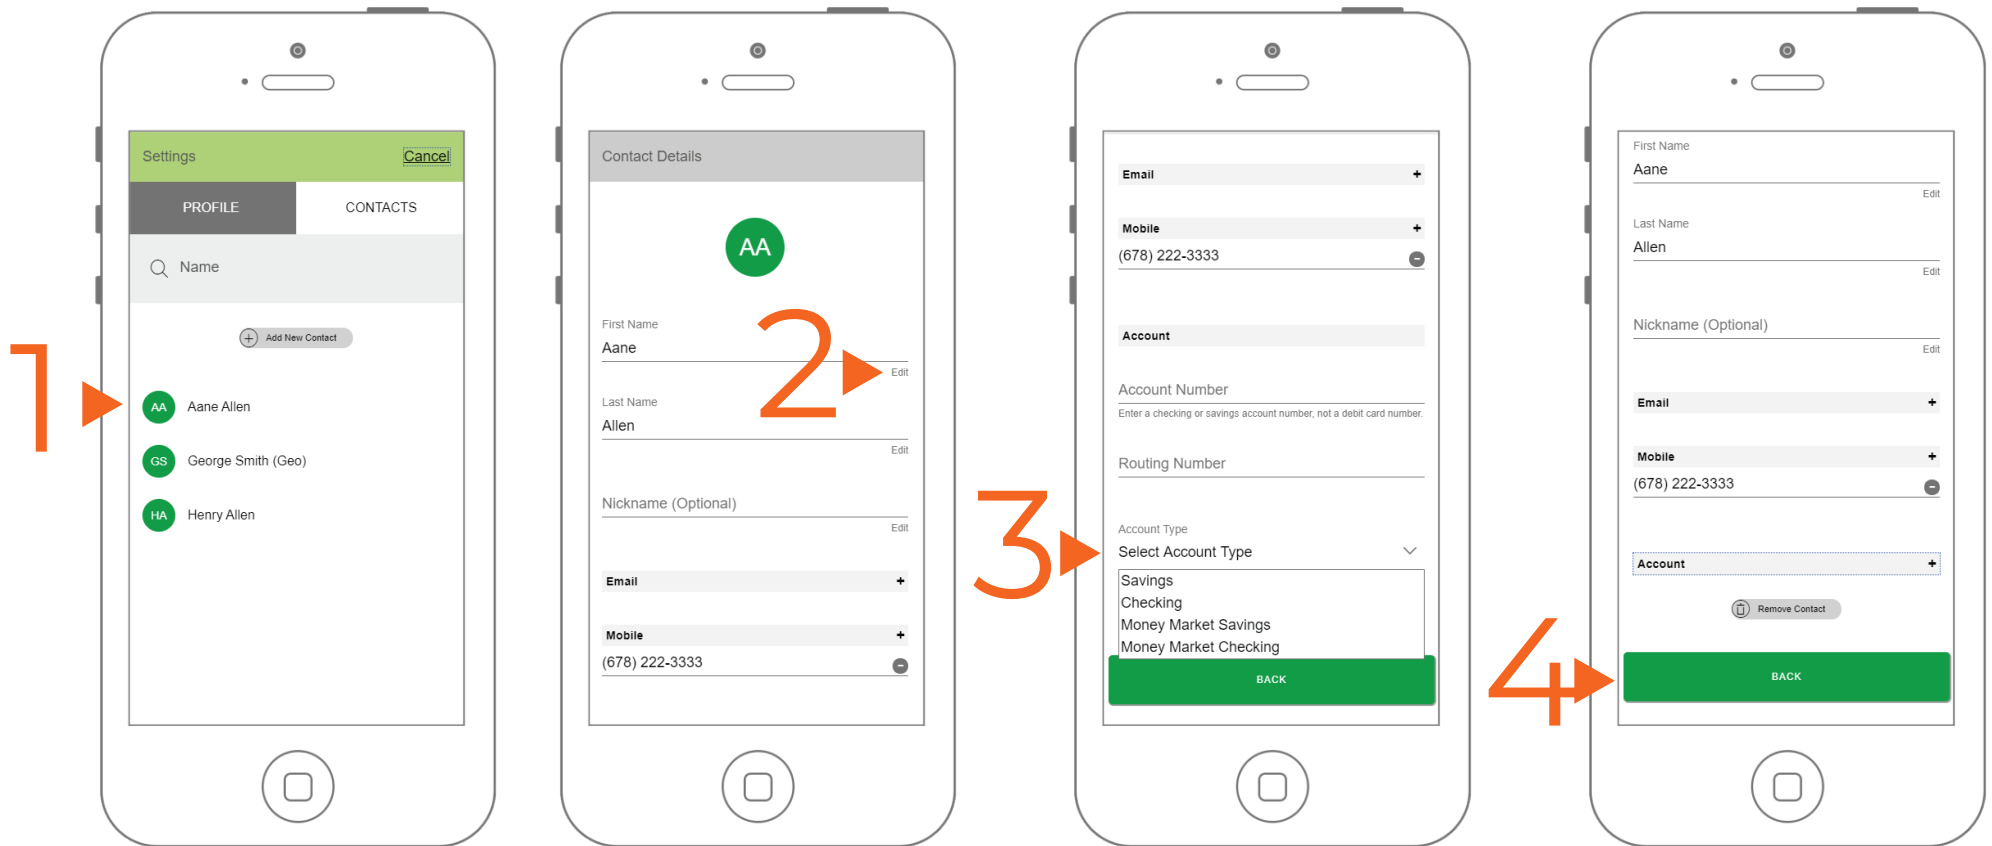 1
Settings Cancel
PROFILE CONTACTS
Name
Add New Contact
AA Aane Allen
GS George Smith (Geo)
HA Henry Allen
2
Contact Details
AA
First Name
Aane
Edit
Last Name
Allen
Edit
Nickname (Optional)
Edit
Email +
Mobile +
(678) 222-3333
3
Email +
Mobile +
(678) 222-3333
Account
Account Number
Enter a checking or savings account number, not a debit card number.
Routing Number
Account Type
Select Account Type
Savings
Checking
Money Market Savings
Money Market Checking
BACK
4
First Name
Aane
Edit
Last Name
Allen
Edit
Nickname (Optional)
Edit
Email +
Mobile +
(678) 222-3333
Account +
Remove Contact
BACK